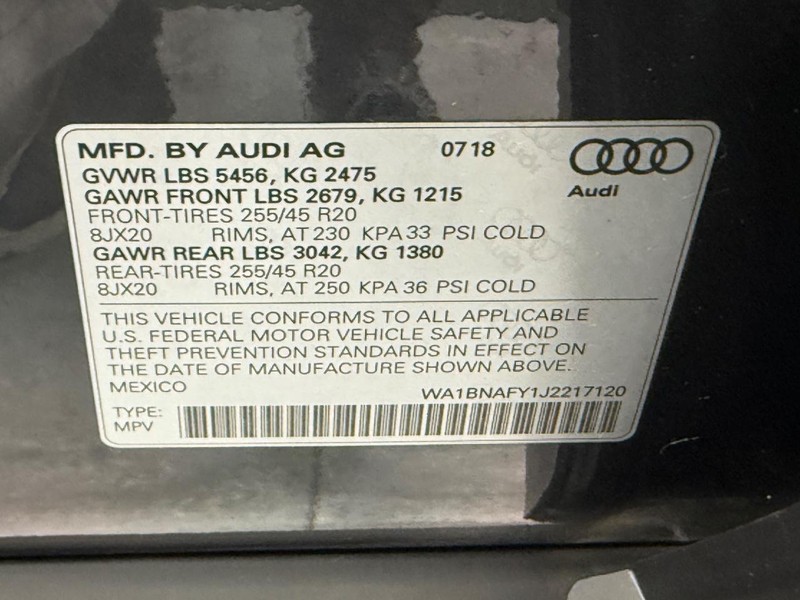 MFD. BY AUDI AG 0718
GVWR LBS 5456, KG 2475
GAWR FRONT LBS 2679, KG 1215
Audi
FRONT-TIRES 255/45 R20
8JX20 RIMS, AT 230 KPA 33 PSI COLD
GAWR REAR LBS 3042, KG 1380
REAR-TIRES 255/45 R20
8JX20 RIMS, AT 250 KPA 36 PSI COLD
THIS VEHICLE CONFORMS TO ALL APPLICABLE
U.S. FEDERAL MOTOR VEHICLE SAFETY AND
THEFT PREVENTION STANDARDS IN EFFECT ON
THE DATE OF MANUFACTURE SHOWN ABOVE.
MEXICO WA1BNAFY1J2217120
TYPE:
MPV